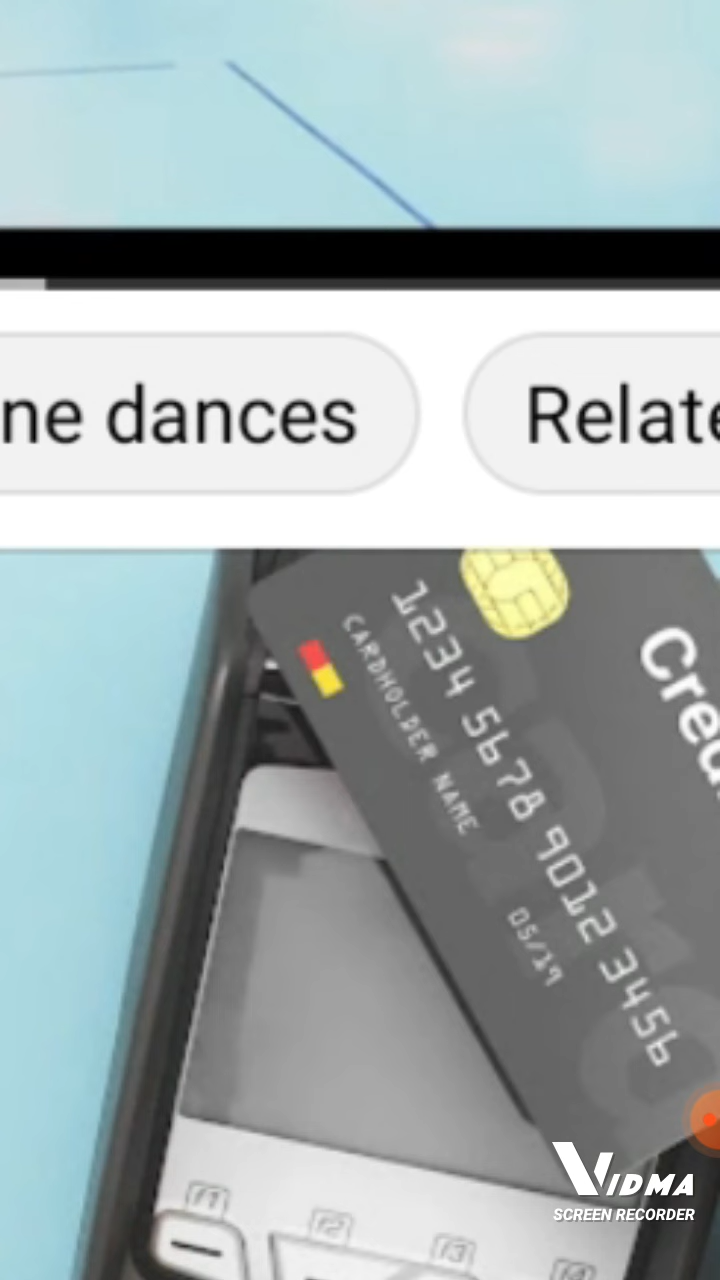 ne dances
Relate
Cred
1234 5678 9012 3456
CARDHOLDER NAME
05/19
VIDMA
SCREEN RECORDER